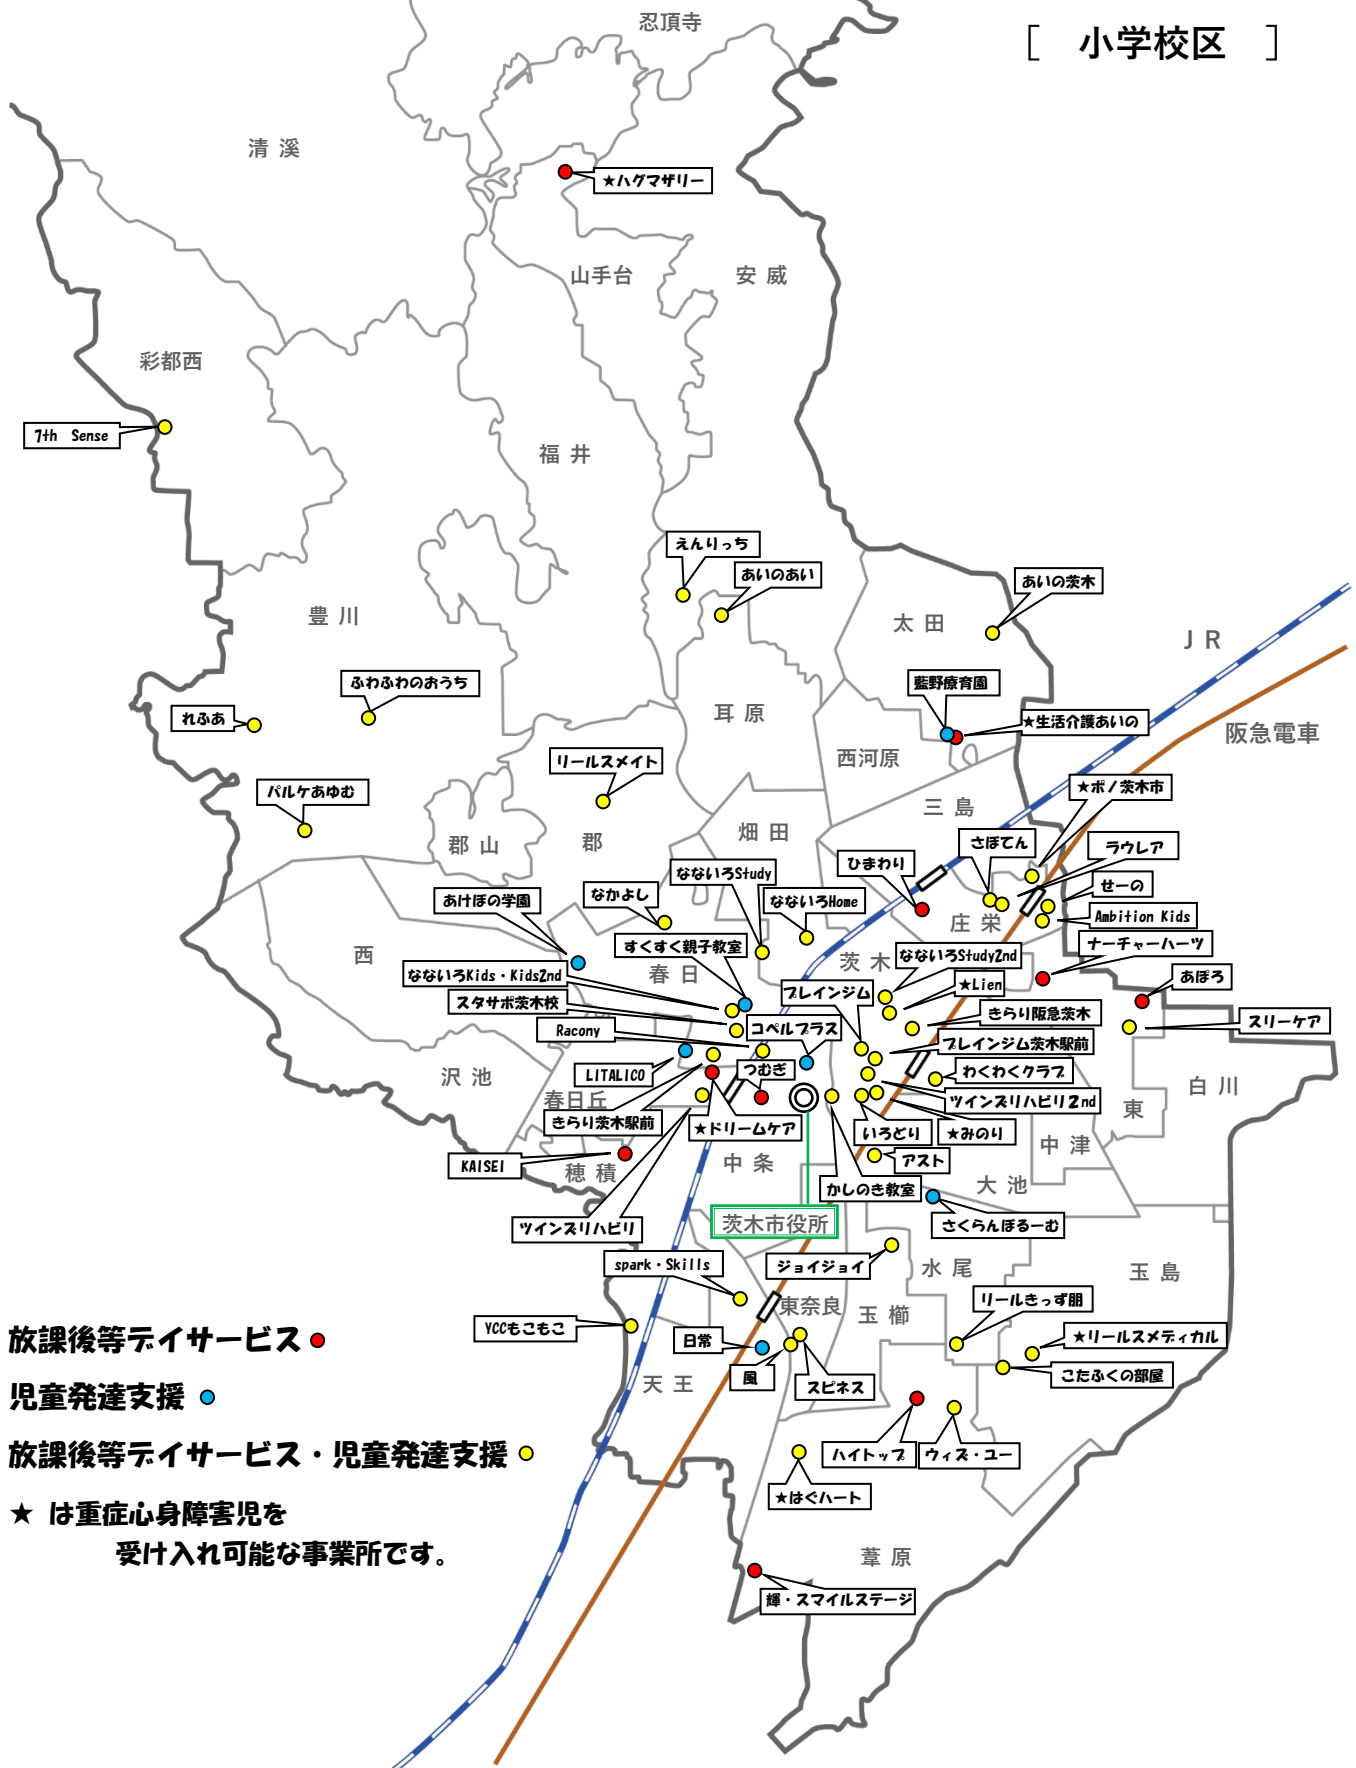 ［　小学校区　］
忍頂寺
清 溪
★ハグマザリー
山手台
安 威
彩都西
7th Sense
福 井
えんりっち
あいのあい
あいの茨木
豊 川
太 田
ＪＲ
藍野療育園
ふわふわのおうち
れふあ
耳 原
★生活介護あいの
阪急電車
西河原
リールスメイト
パルケあゆむ
★ポノ茨木市
三 島
畑 田
郡 山
郡
さぼてん
ラウレア
ひまわり
なないろStudy
せーの
あけぼの学園
なかよし
なないろHome
Ambition Kids
庄 栄
すくすく親子教室
ナーチャーハーツ
西
なないろStudy2nd
茨 木
春 日
なないろKids・Kids2nd
あぽろ
★Lien
ブレインジム
スタサポ茨木校
きらり阪急茨木
スリーケア
Racony
コペルプラス
ブレインジム茨木駅前
つむぎ
わくわくクラブ
LITALICO
沢 池
白 川
春日丘
ツインズリハビリ2nd
東
きらり茨木駅前
★ドリームケア
いろどり
★みのり
中 津
KAISEI
穂 積
中 条
アスト
大 池
かしのき教室
ツインズリハビリ
茨木市役所
さくらんぼるーむ
spark・Skills
ジョイジョイ
水 尾
玉 島
東奈良
玉 櫛
リールきっず朋
YCCもこもこ
日常
★リールスメディカル
放課後等デイサービス
風
スピネス
こたふくの部屋
天 王
児童発達支援
放課後等デイサービス・児童発達支援
ハイトップ
ウィズ・ユー
★はぐハート
★ は重症心身障害児を
受け入れ可能な事業所です。
葦 原
輝・スマイルステージ